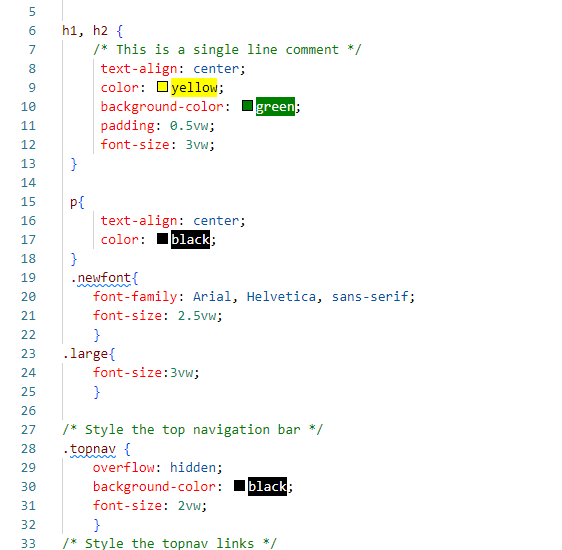 5
6 h1, h2 {
7 /* This is a single line comment */
8 text-align: center;
9 color: yellow;
10 background-color: green;
11 padding: 0.5vw;
12 font-size: 3vw;
13 }
14
15 p{
16 text-align: center;
17 color: black;
18 }
19 .newfont{
20 font-family: Arial, Helvetica, sans-serif;
21 font-size: 2.5vw;
22 }
23 .large{
24 font-size:3vw;
25 }
26
27 /* Style the top navigation bar */
28 .topnav {
29 overflow: hidden;
30 background-color: black;
31 font-size: 2vw;
32 }
33 /* Style the topnav links */